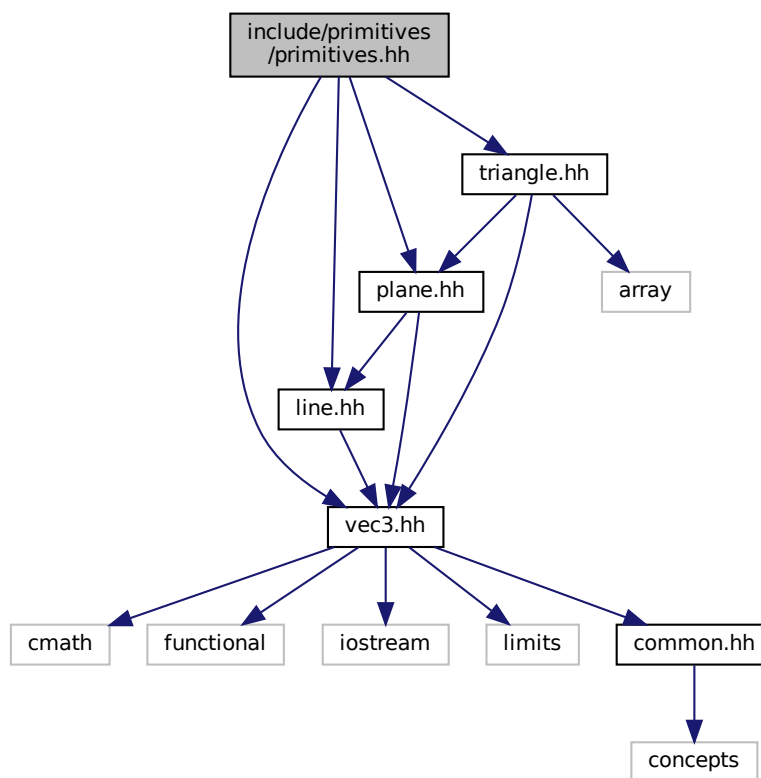 include/primitives
/primitives.hh
triangle.hh
plane.hh
array
line.hh
vec3.hh
cmath
functional
iostream
limits
common.hh
concepts